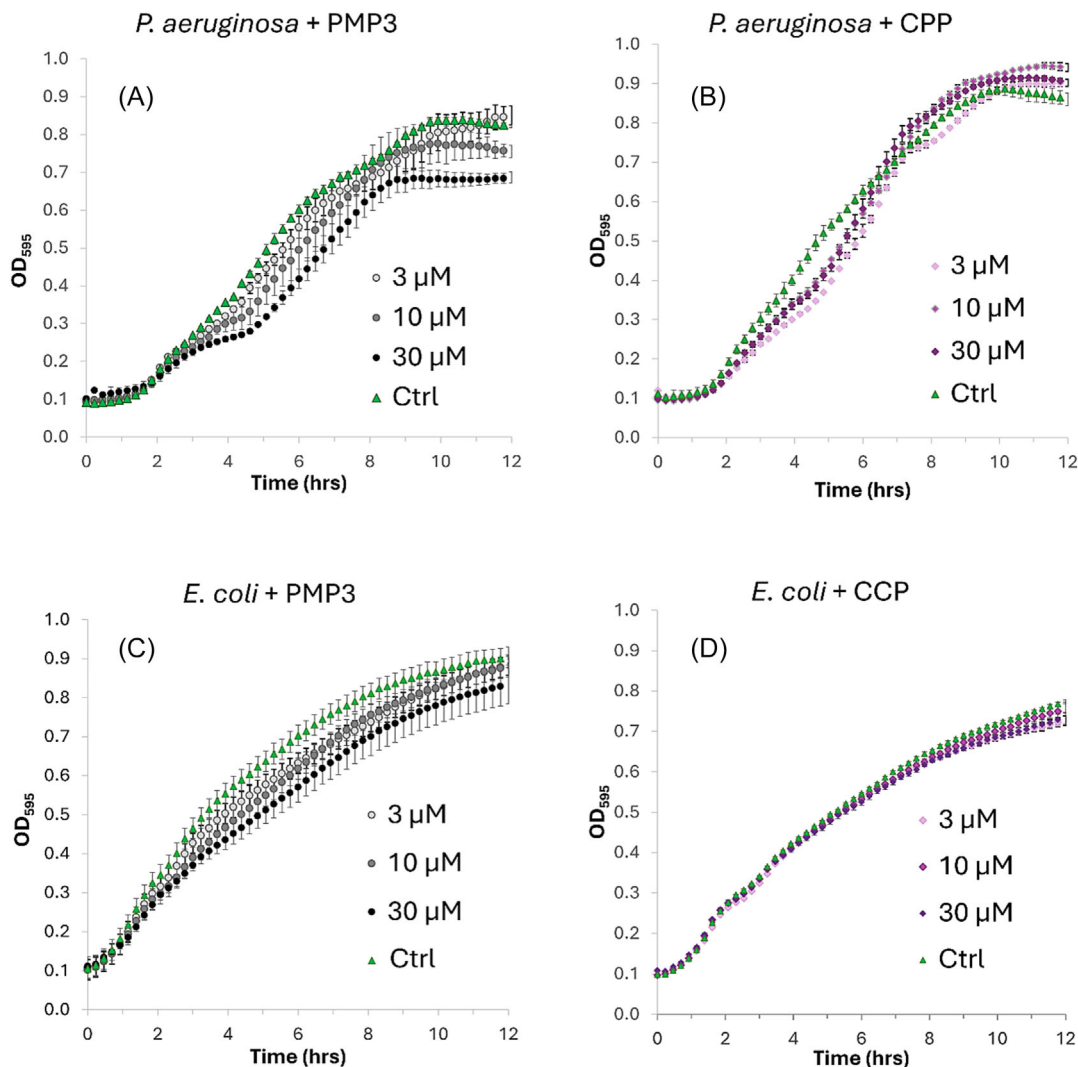 P. aeruginosa + PMP3
(A)
1.0
0.9
0.8
0.7
0.6
0.5
0.4
0.3
0.2
0.1
0.0
OD595
3 µM
10 µM
30 µM
Ctrl
0 2 4 6 8 10 12
Time (hrs)
P. aeruginosa + CPP
(B)
1.0
0.9
0.8
0.7
0.6
0.5
0.4
0.3
0.2
0.1
0.0
OD595
3 µM
10 µM
30 µM
Ctrl
0 2 4 6 8 10 12
Time (hrs)
E. coli + PMP3
(C)
1.0
0.9
0.8
0.7
0.6
0.5
0.4
0.3
0.2
0.1
0.0
OD595
3 µM
10 µM
30 µM
Ctrl
0 2 4 6 8 10 12
Time (hrs)
E. coli + CCP
(D)
1.0
0.9
0.8
0.7
0.6
0.5
0.4
0.3
0.2
0.1
0.0
OD595
3 µM
10 µM
30 µM
Ctrl
0 2 4 6 8 10 12
Time (hrs)